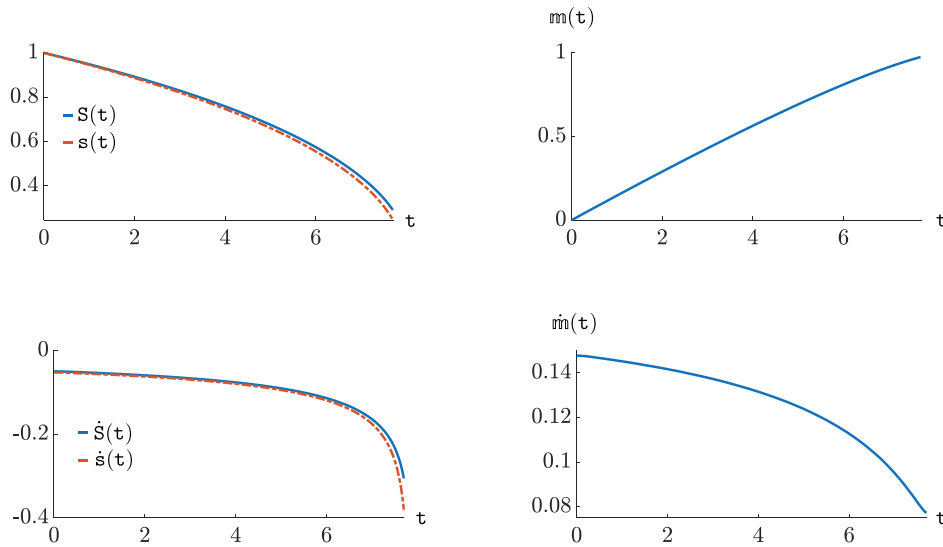 1
0.8
0.6
0.4
S(t)
s(t)
0 2 4 6 t
𝕞(t)
1
0.5
0
0 2 4 6 t
0
-0.2
-0.4
Ṡ(t)
ṡ(t)
0 2 4 6 t
𝕞̇(t)
0.14
0.12
0.1
0.08
0 2 4 6 t